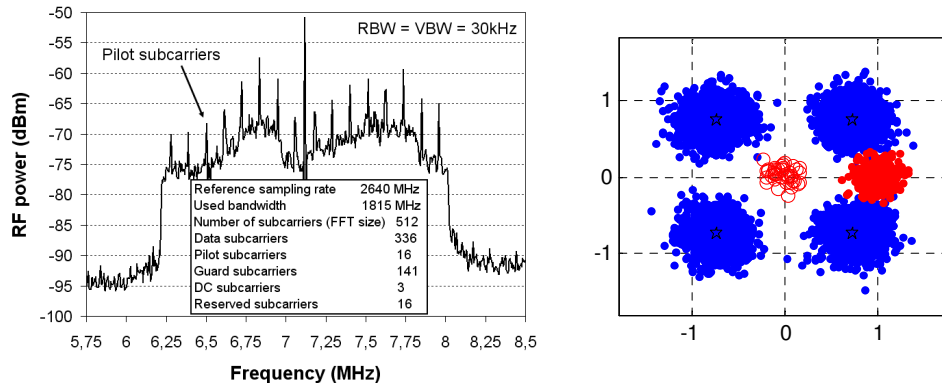 RBW = VBW = 30kHz
Pilot subcarriers
RF power (dBm)
-50
-55
-60
-65
-70
-75
-80
-85
-90
-95
-100
Reference sampling rate 2640 MHz
Used bandwidth 1815 MHz
Number of subcarriers (FFT size) 512
Data subcarriers 336
Pilot subcarriers 16
Guard subcarriers 141
DC subcarriers 3
Reserved subcarriers 16
5,75 6 6,25 6,5 6,75 7 7,25 7,5 7,75 8 8,25 8,5
Frequency (MHz)
1
0
-1
-1 0 1